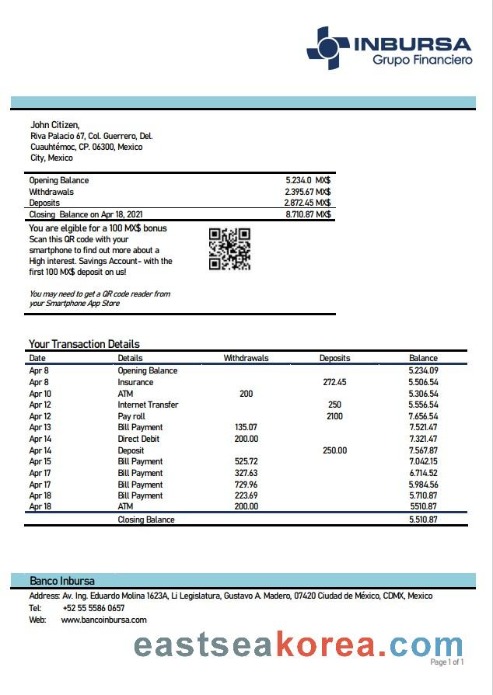 INBURSA
Grupo Financiero
John Citizen,
Riva Palacio 67, Col. Guerrero, Del.
Cuauhtémoc, CP. 06300, Mexico
City, Mexico
Opening Balance 5.234.0 MX$
Withdrawals 2.395.67 MX$
Deposits 2.872.45 MX$
Closing Balance on Apr 18, 2021 8.710.87 MX$
You are elgible for a 100 MX$ bonus
Scan this QR code with your
smartphone to find out more about a
High interest. Savings Account- with the
first 100 MX$ deposit on us!
You may need to get a QR code reader from
your Smartphone App Store
Your Transaction Details
Date Details Withdrawals Deposits Balance
Apr 8 Opening Balance 5.234.09
Apr 8 Insurance 272.45 5.506.54
Apr 10 ATM 200 5.306.54
Apr 12 Internet Transfer 250 5.556.54
Apr 12 Pay roll 2100 7.656.54
Apr 13 Bill Payment 135.07 7.521.47
Apr 14 Direct Debit 200.00 7.321.47
Apr 14 Deposit 250.00 7.567.87
Apr 15 Bill Payment 525.72 7.042.15
Apr 17 Bill Payment 327.63 6.714.52
Apr 17 Bill Payment 729.96 5.984.56
Apr 18 Bill Payment 223.69 5.710.87
Apr 18 ATM 200.00 5510.87
Closing Balance 5.510.87
Banco Inbursa
Address: Av. Ing. Eduardo Molina 1623A, Li Legislatura, Gustavo A. Madero, 07420 Ciudad de México, CDMX, Mexico
Tel: +52 55 5586 0657
Web: www.bancoinbursa.com
eastseakorea.com
Page 1 of 1